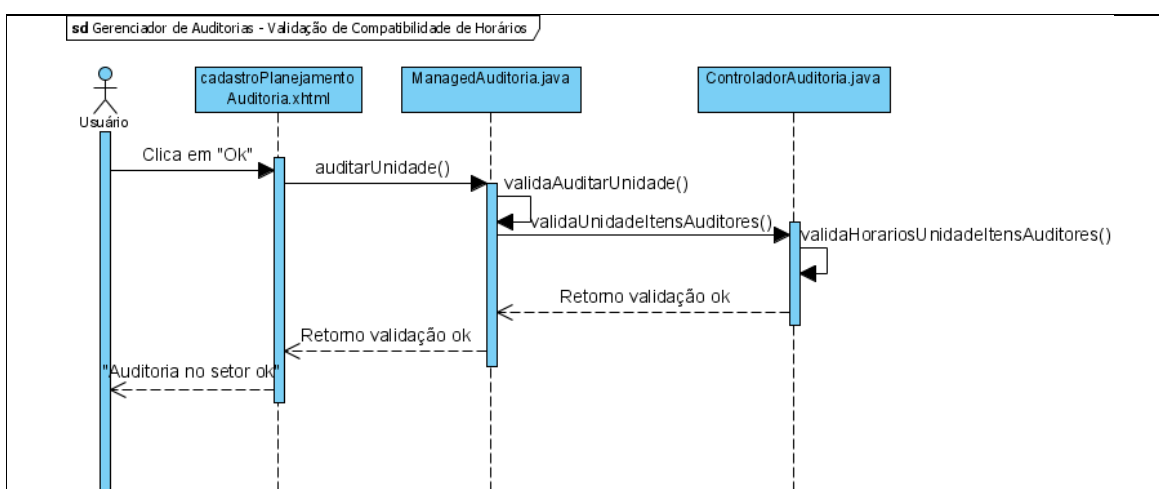 sd Gerenciador de Auditorias - Validação de Compatibilidade de Horários
cadastroPlanejamento
Auditoria.xhtml
ManagedAuditoria.java
ControladorAuditoria.java
Usuário
Clica em "Ok"
auditarUnidade()
validaAuditarUnidade()
validaUnidadeItensAuditores()
validaHorariosUnidadeItensAuditores()
Retorno validação ok
Retorno validação ok
"Auditoria no setor ok"